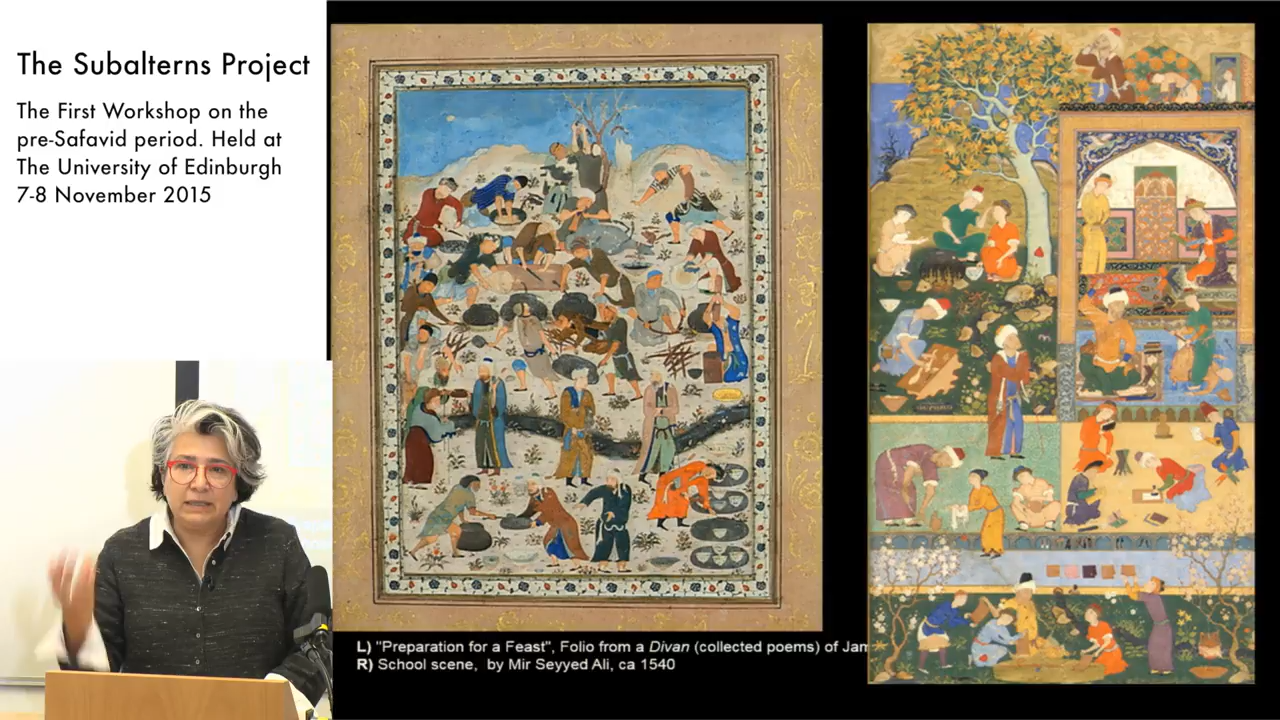 The Subalterns Project
The First Workshop on the
pre-Safavid period. Held at
The University of Edinburgh
7-8 November 2015
L) "Preparation for a Feast", Folio from a Divan (collected poems) of Jam
R) School scene, by Mir Seyyed Ali, ca 1540